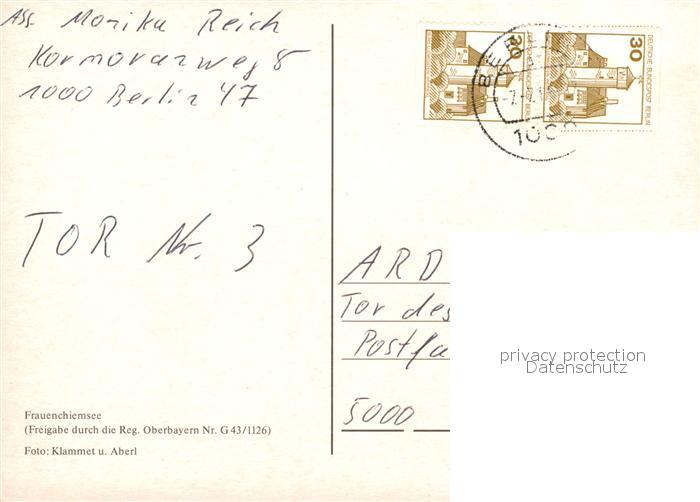 Ass. Monika Reich
Kormoranweg 8
1000 Berlin 47
TOR Nr. 3
ARD
Tor des
Postfa
5000
Frauenchiemsee
(Freigabe durch die Reg. Oberbayern Nr. G 43/1126)
Foto: Klammet u. Aberl
30
30
DEUTSCHE BUNDESPOST BERLIN
privacy protection
Datenschutz